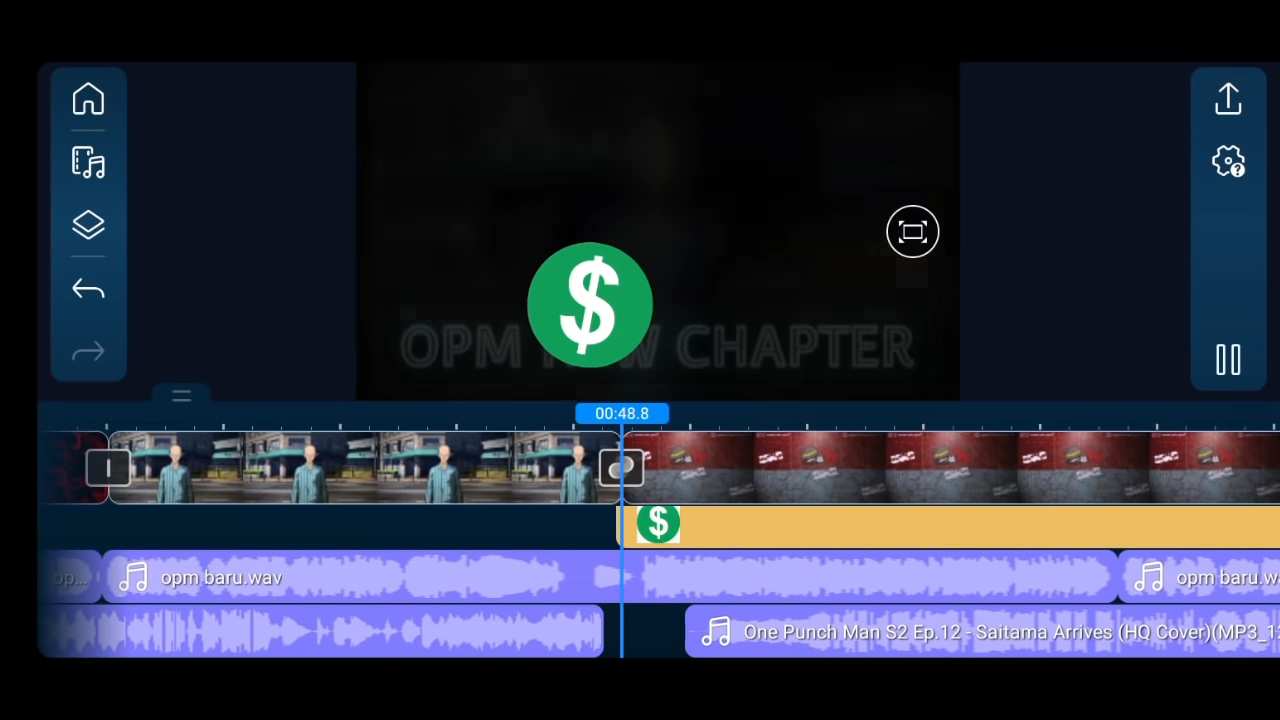 $
OPM N W CHAPTER
00:48.8
$
op...
opm baru.wav
opm baru.w
One Punch Man S2 Ep.12 - Saitama Arrives (HQ Cover)(MP3_1